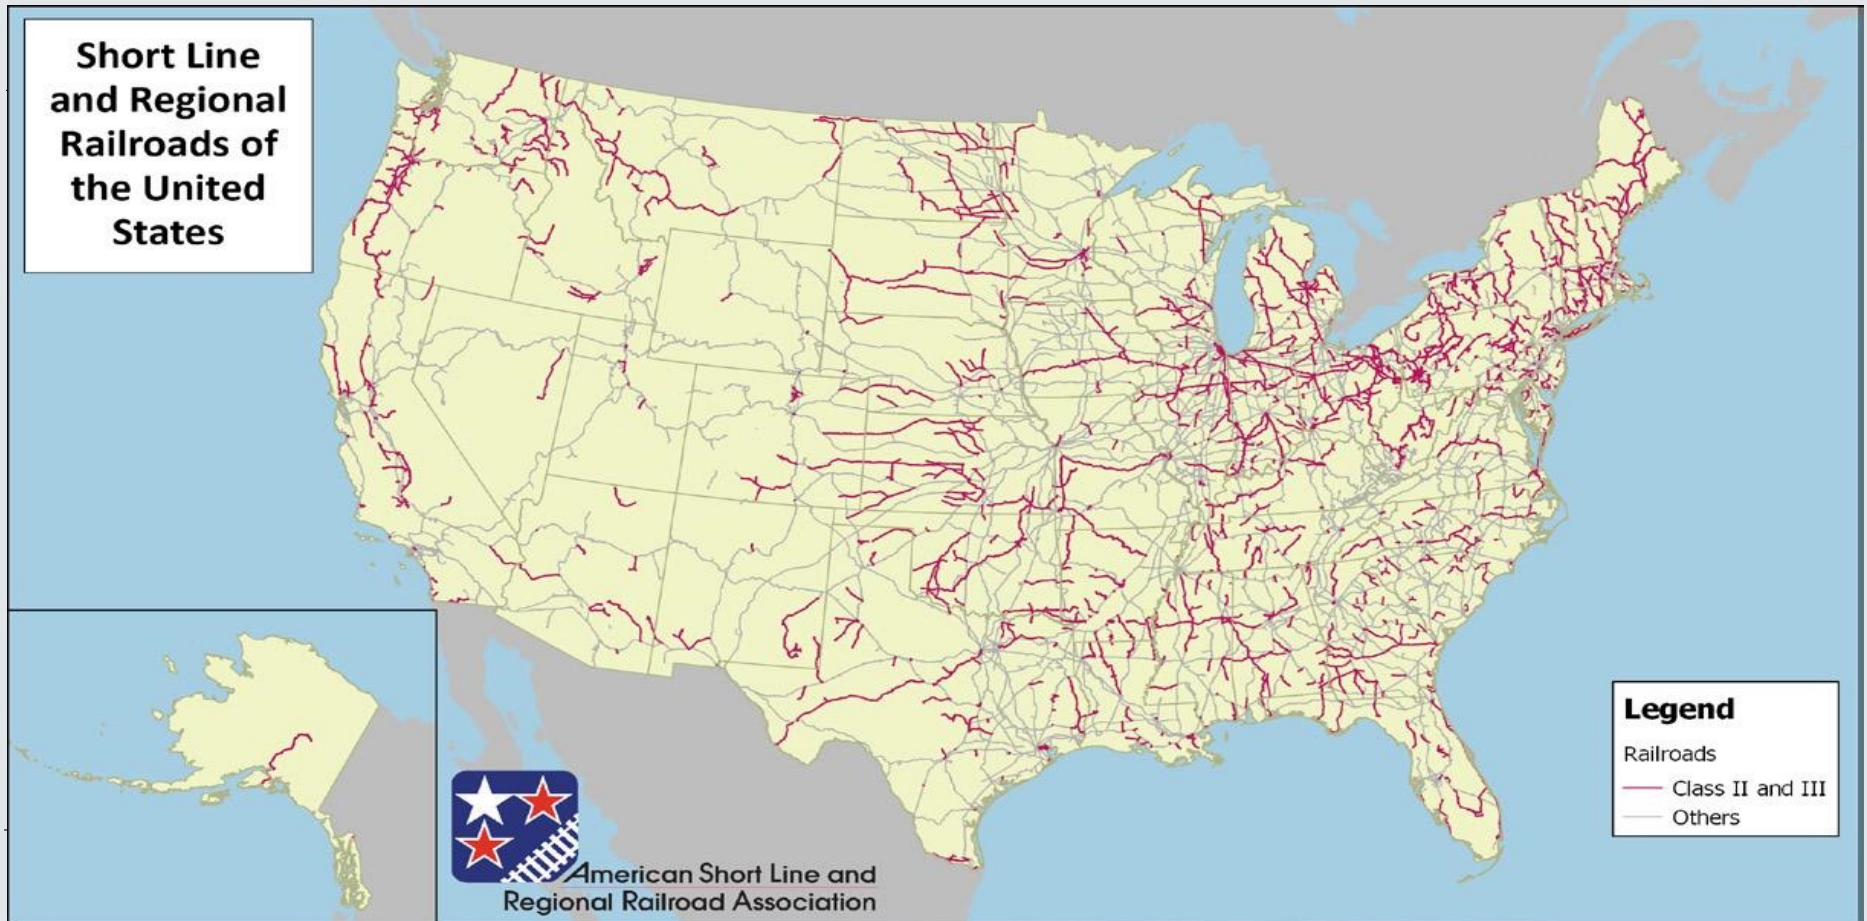 Short Line
and Regional
Railroads of
the United
States
Legend
Railroads
Class II and III
Others
American Short Line and
Regional Railroad Association